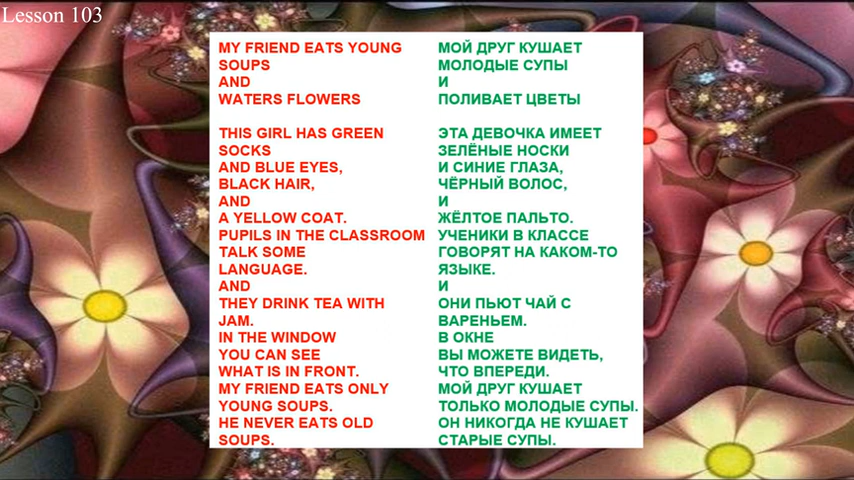 Lesson 103
MY FRIEND EATS YOUNG
SOUPS
AND
WATERS FLOWERS
THIS GIRL HAS GREEN
SOCKS
AND BLUE EYES,
BLACK HAIR,
AND
A YELLOW COAT.
PUPILS IN THE CLASSROOM
TALK SOME
LANGUAGE.
AND
THEY DRINK TEA WITH
JAM.
IN THE WINDOW
YOU CAN SEE
WHAT IS IN FRONT.
MY FRIEND EATS ONLY
YOUNG SOUPS.
HE NEVER EATS OLD
SOUPS.
МОЙ ДРУГ КУШАЕТ
МОЛОДЫЕ СУПЫ
И
ПОЛИВАЕТ ЦВЕТЫ
ЭТА ДЕВОЧКА ИМЕЕТ
ЗЕЛЁНЫЕ НОСКИ
И СИНИЕ ГЛАЗА,
ЧЁРНЫЙ ВОЛОС,
И
ЖЁЛТОЕ ПАЛЬТО.
УЧЕНИКИ В КЛАССЕ
ГОВОРЯТ НА КАКОМ-ТО
ЯЗЫКЕ.
И
ОНИ ПЬЮТ ЧАЙ С
ВАРЕНЬЕМ.
В ОКНЕ
ВЫ МОЖЕТЕ ВИДЕТЬ,
ЧТО ВПЕРЕДИ.
МОЙ ДРУГ КУШАЕТ
ТОЛЬКО МОЛОДЫЕ СУПЫ.
ОН НИКОГДА НЕ КУШАЕТ
СТАРЫЕ СУПЫ.